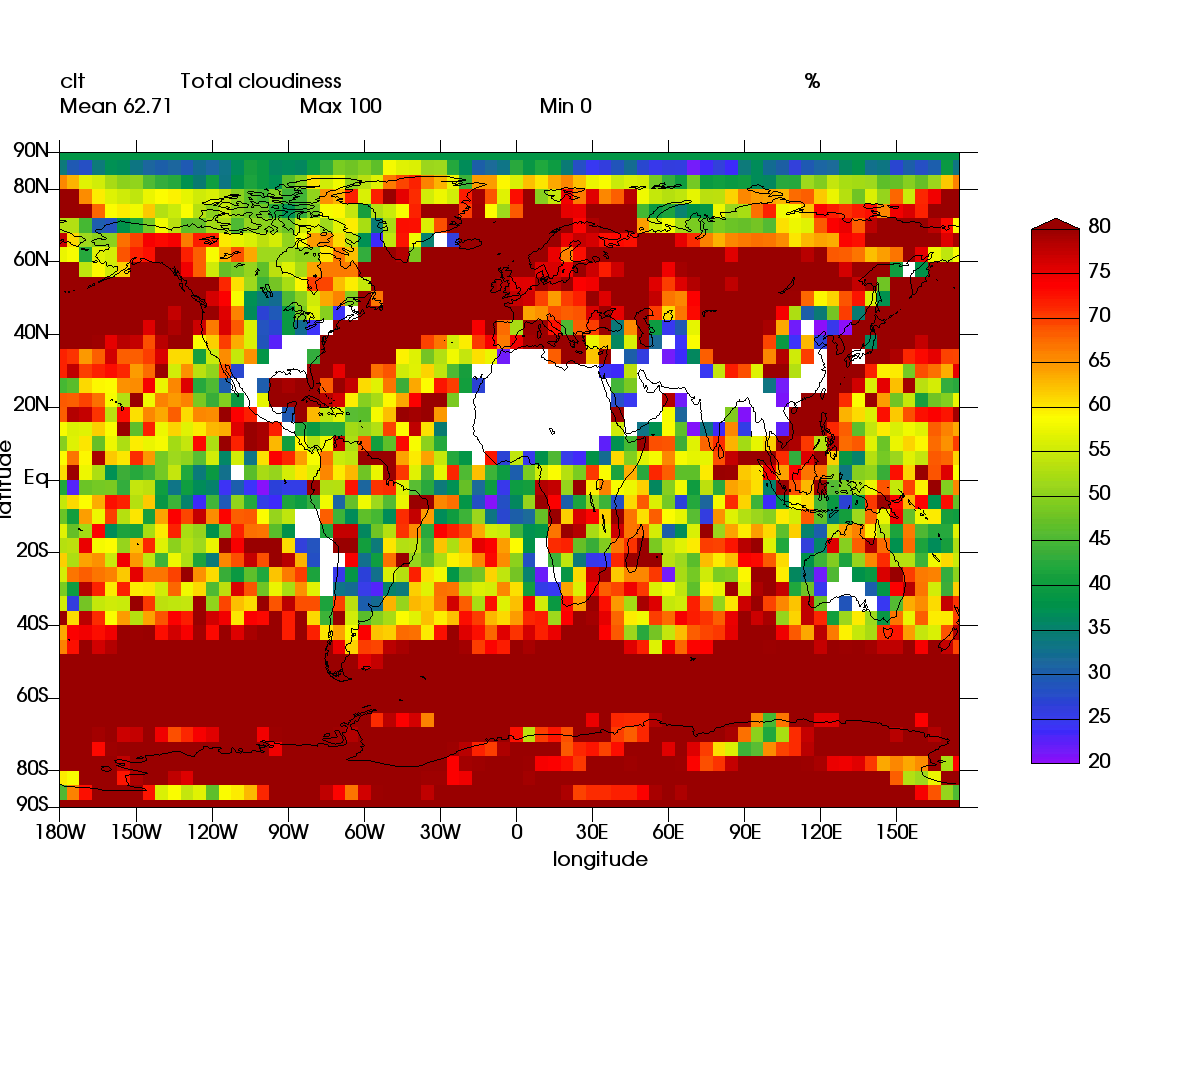 clt Total cloudiness %
Mean 62.71 Max 100 Min 0
90N
80N
60N
40N
20N
Eq
20S
40S
60S
80S
90S
latitude
180W 150W 120W 90W 60W 30W 0 30E 60E 90E 120E 150E
longitude
80
75
70
65
60
55
50
45
40
35
30
25
20